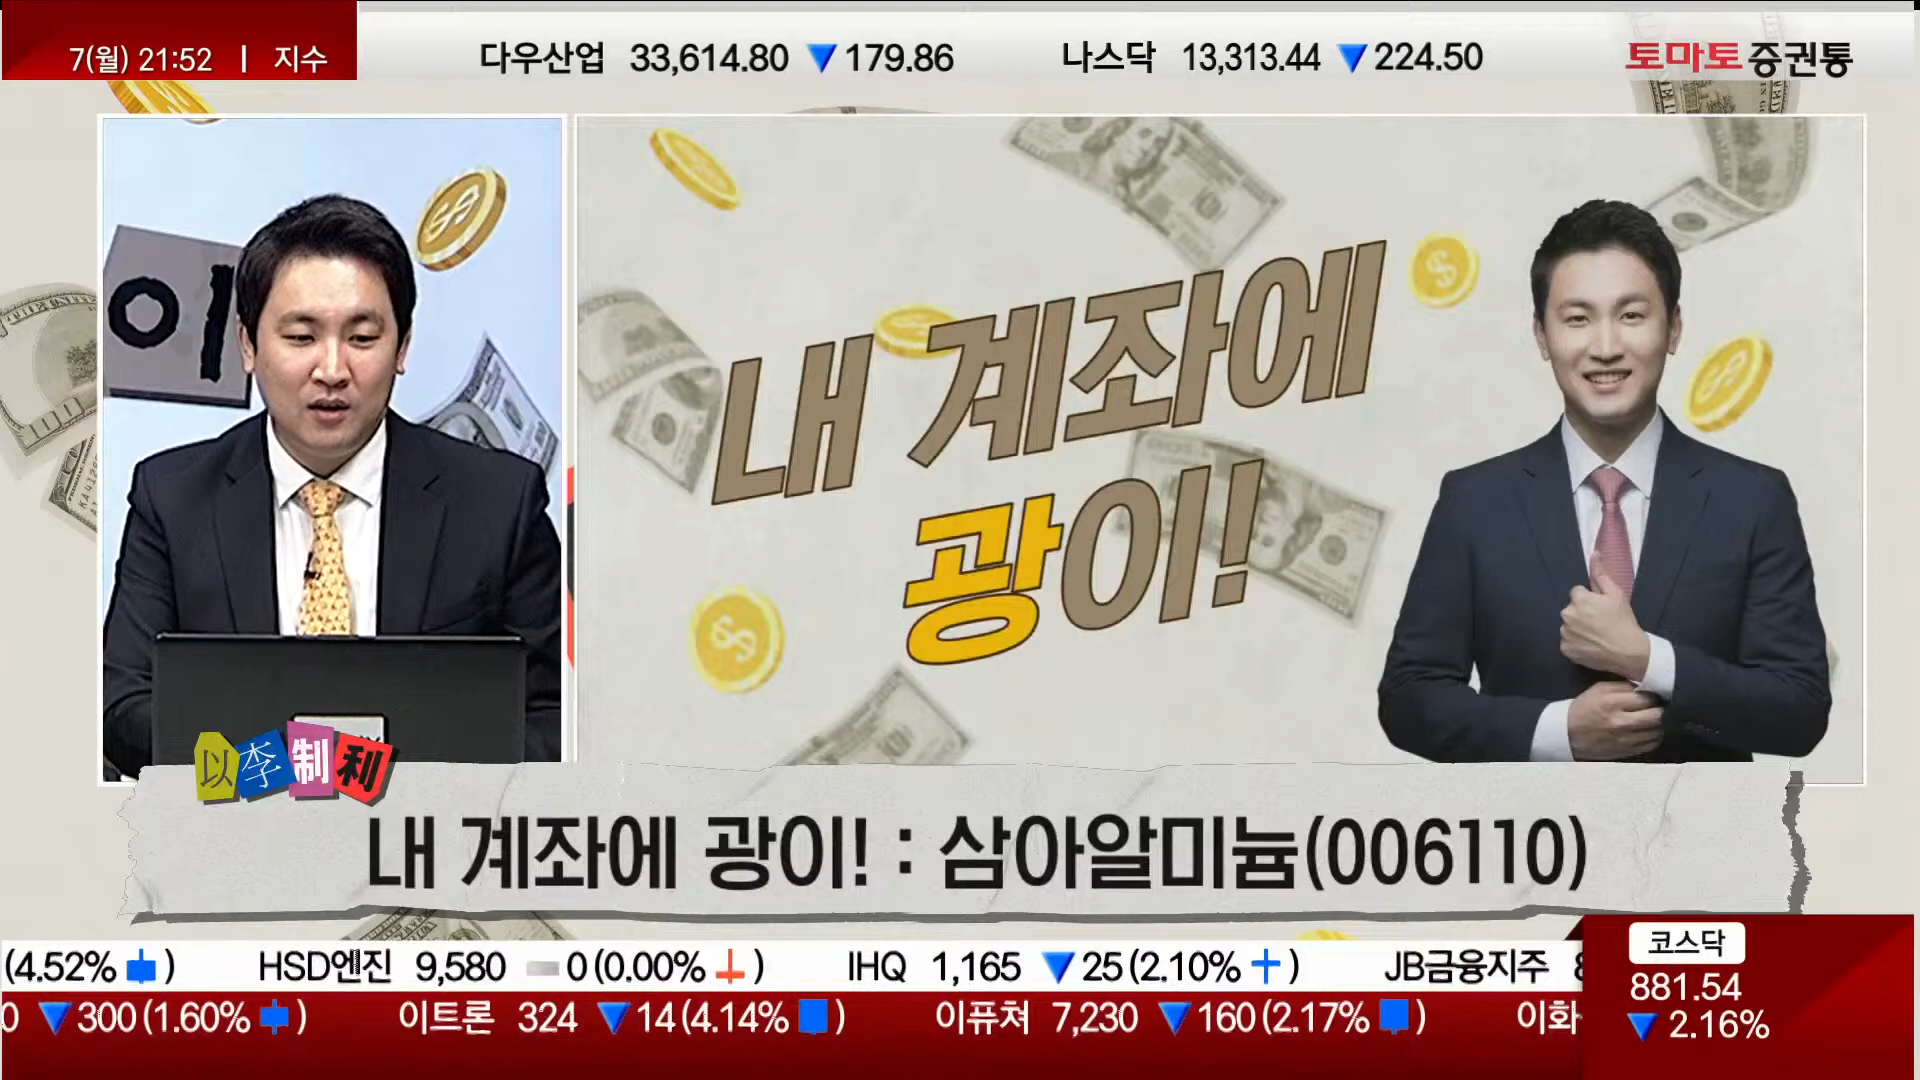 7(월) 21:52 | 지수
다우산업 33,614.80 ▼179.86
나스닥 13,313.44 ▼224.50
토마토증권통
이
내 계좌에
광이!
以李制利
내 계좌에 광이! : 삼아알미늄(006110)
(4.52% )
HSD엔진 9,580 0(0.00% )
IHQ 1,165 ▼25(2.10% )
JB금융지주
0 ▼300(1.60% )
이트론 324 ▼14(4.14% )
이퓨쳐 7,230 ▼160(2.17% )
이화
코스닥
881.54
▼2.16%